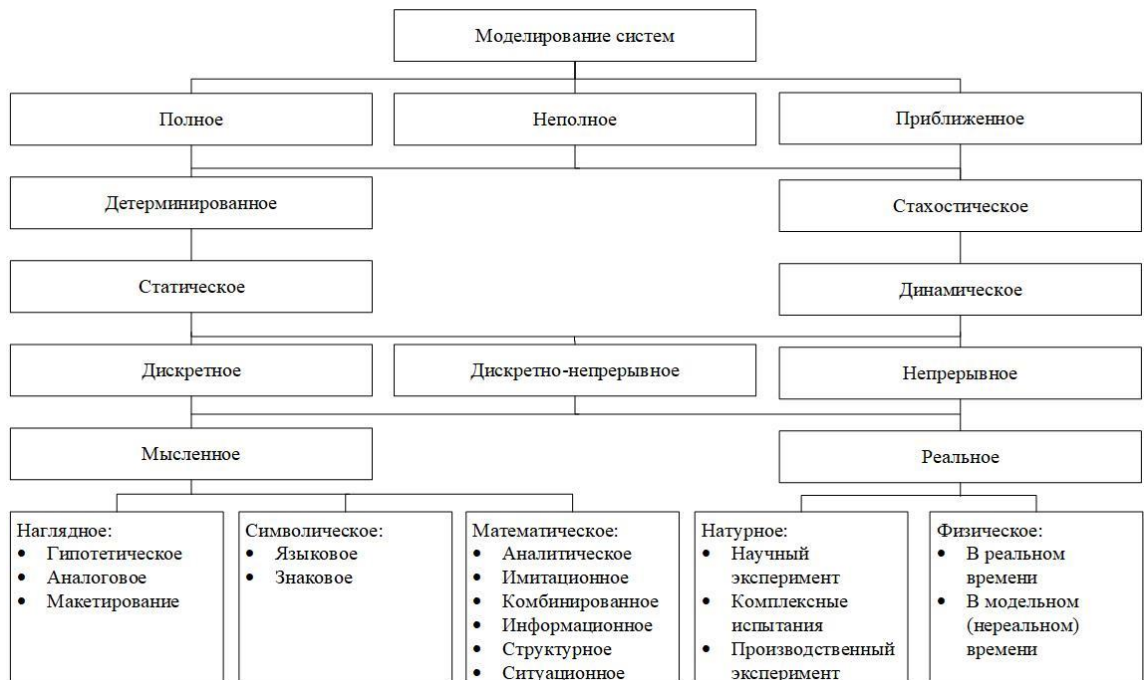 Моделирование систем
Полное
Неполное
Приближенное
Детерминированное
Стахостическое
Статическое
Динамическое
Дискретное
Дискретно-непрерывное
Непрерывное
Мысленное
Реальное
Наглядное:
• Гипотетическое
• Аналоговое
• Макетирование
Символическое:
• Языковое
• Знаковое
Математическое:
• Аналитическое
• Имитационное
• Комбинированное
• Информационное
• Структурное
• Ситуационное
Натурное:
• Научный
эксперимент
• Комплексные
испытания
• Производственный
эксперимент
Физическое:
• В реальном
времени
• В модельном
(нереальном)
времени